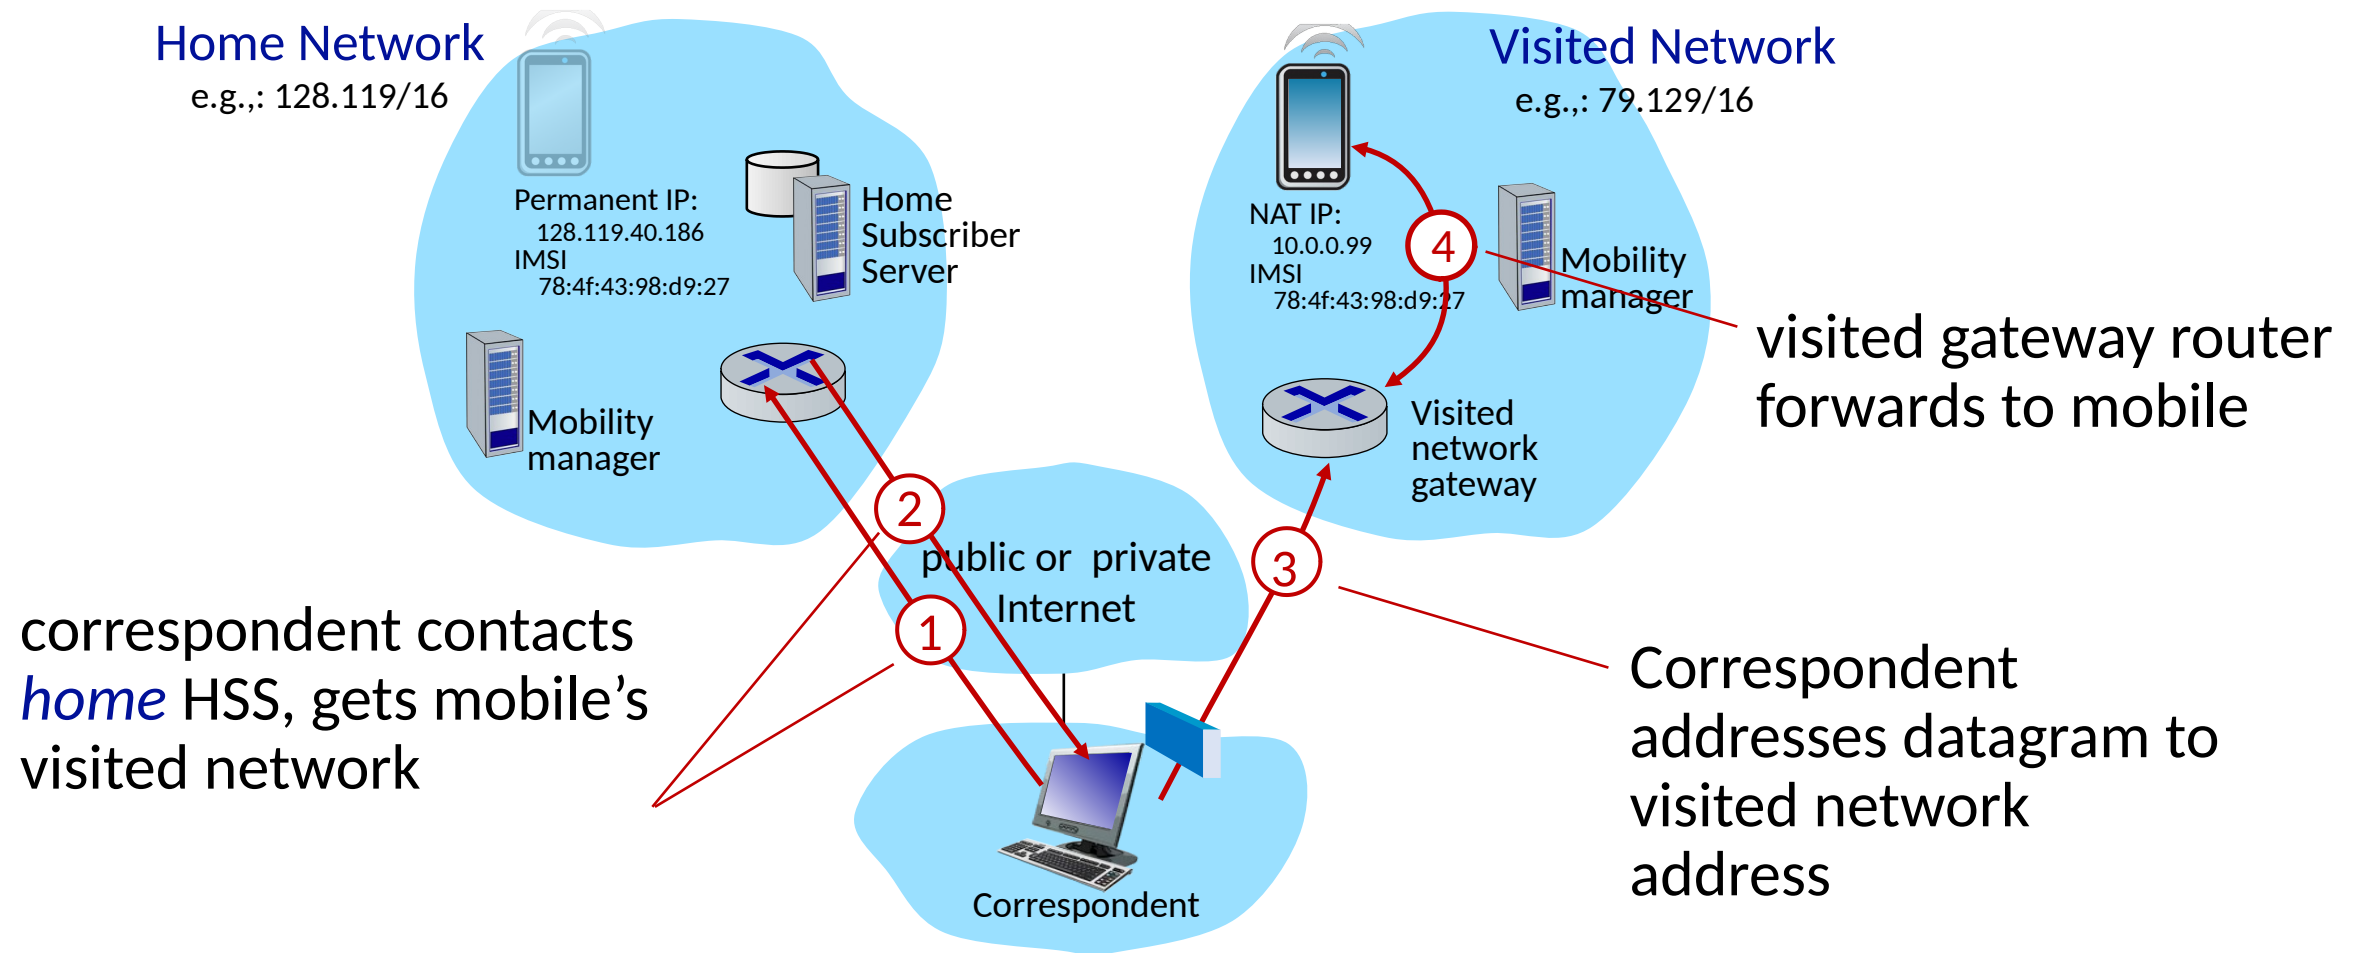 Home Network
e.g.,: 128.119/16
Permanent IP:
128.119.40.186
IMSI
78:4f:43:98:d9:27
Home
Subscriber
Server
Mobility
manager
Visited Network
e.g.,: 79.129/16
NAT IP:
10.0.0.99
IMSI
78:4f:43:98:d9:27
4
Mobility
manager
Visited
network
gateway
visited gateway router
forwards to mobile
2
public or private
Internet
3
1
correspondent contacts
home HSS, gets mobile’s
visited network
Correspondent
addresses datagram to
visited network
address
Correspondent